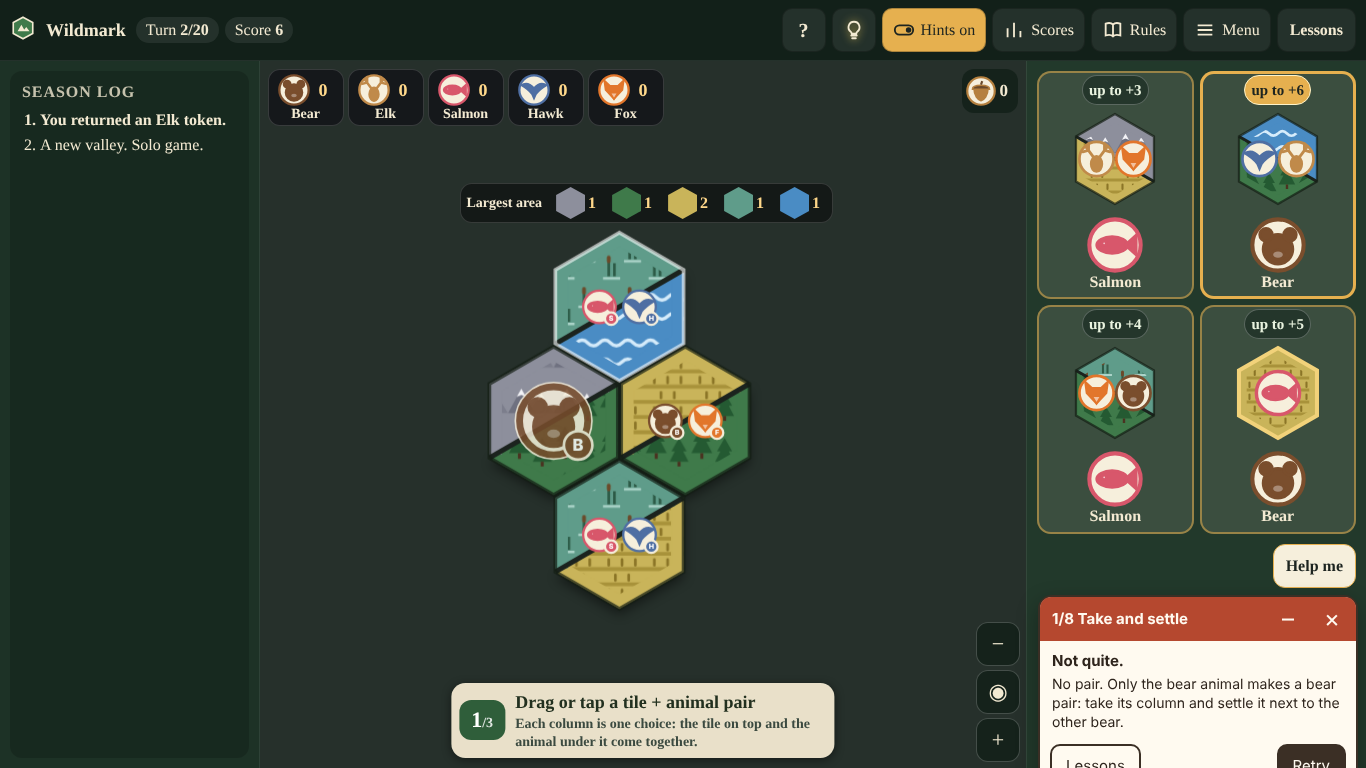 Wildmark
Turn 2/20
Score 6
?
Hints on
Scores
Rules
Menu
Lessons
SEASON LOG
1. You returned an Elk token.
2. A new valley. Solo game.
0
Bear
0
Elk
0
Salmon
0
Hawk
0
Fox
0
Largest area
1
1
2
1
1
B
H
B
B
F
B
H
up to +3
Salmon
up to +6
Bear
up to +4
Salmon
up to +5
Bear
Help me
1/8 Take and settle
Not quite.
No pair. Only the bear animal makes a bear
pair: take its column and settle it next to the
other bear.
Lessons
Retry
1/3
Drag or tap a tile + animal pair
Each column is one choice: the tile on top and the
animal under it come together.